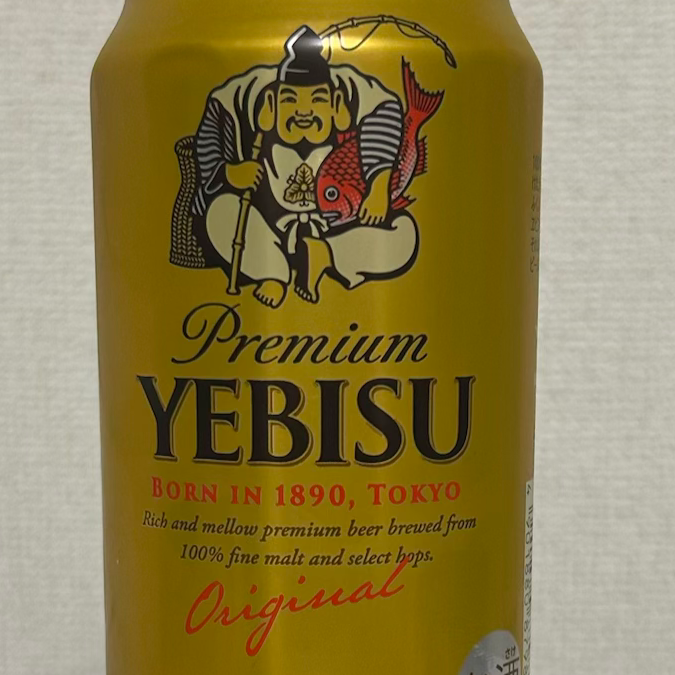 Premium
YEBISU
BORN IN 1890, TOKYO
Rich and mellow premium beer brewed from
100% fine malt and select hops.
Original